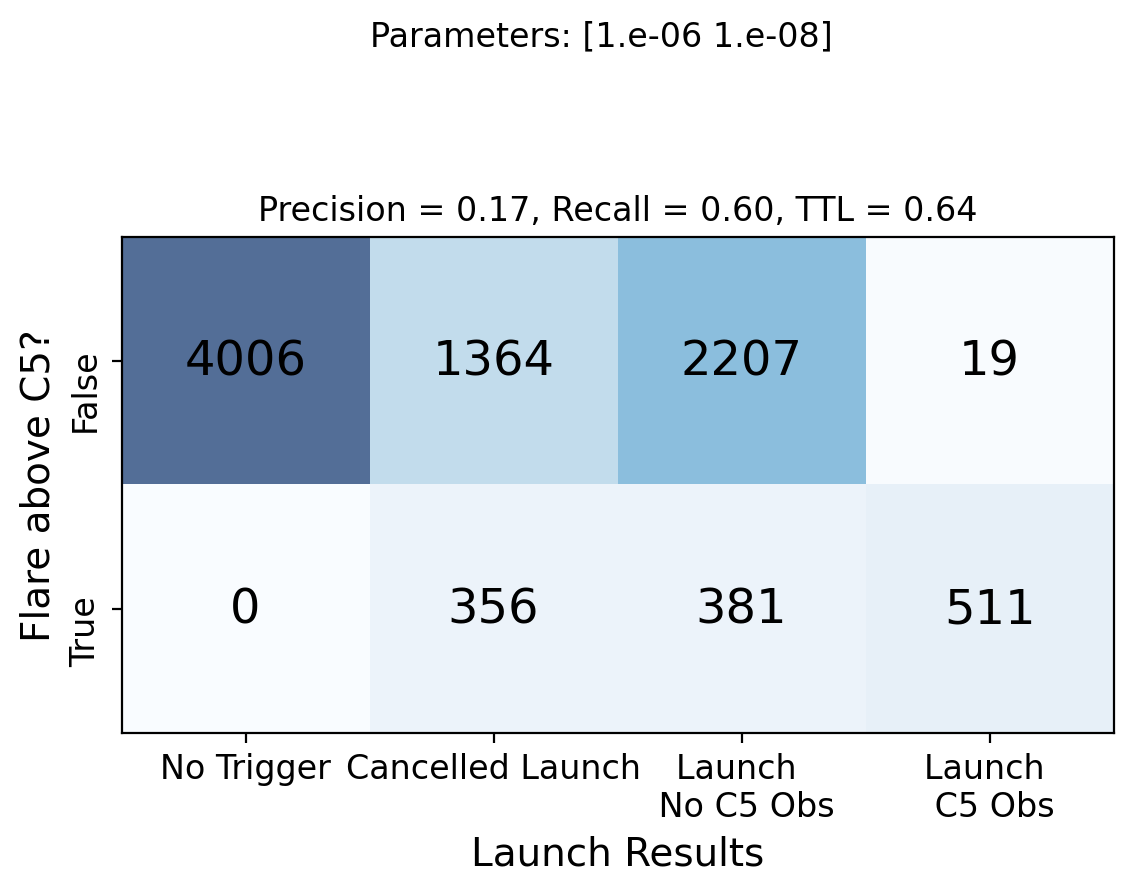 Parameters: [1.e-06 1.e-08]
Precision = 0.17, Recall = 0.60, TTL = 0.64
Flare above C5?
False
4006 1364 2207 19
True
0 356 381 511
No Trigger Cancelled Launch Launch Launch
No C5 Obs C5 Obs
Launch Results